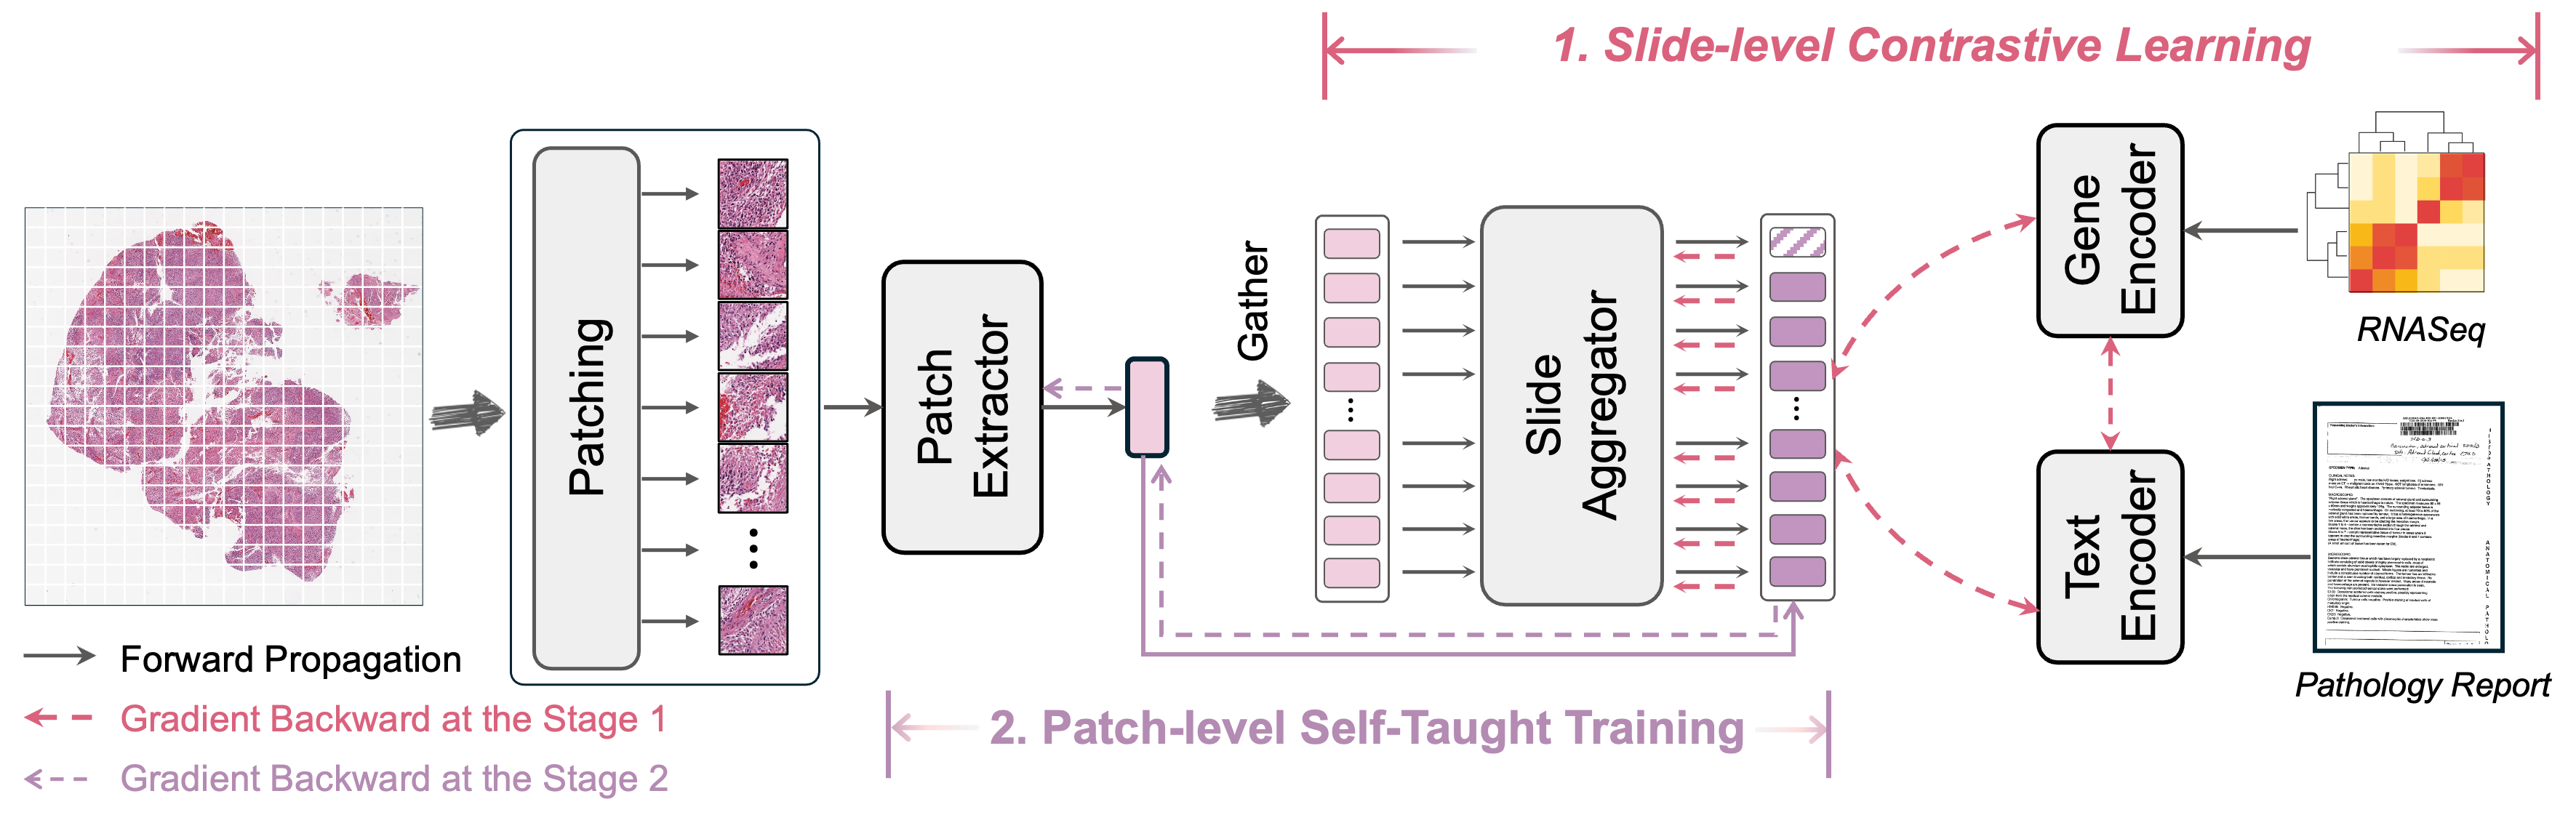 1. Slide-level Contrastive Learning
Patching
Patch
Extractor
Gather
Slide
Aggregator
Gene
Encoder
RNASeq
Text
Encoder
Pathology Report
Forward Propagation
Gradient Backward at the Stage 1
Gradient Backward at the Stage 2
2. Patch-level Self-Taught Training